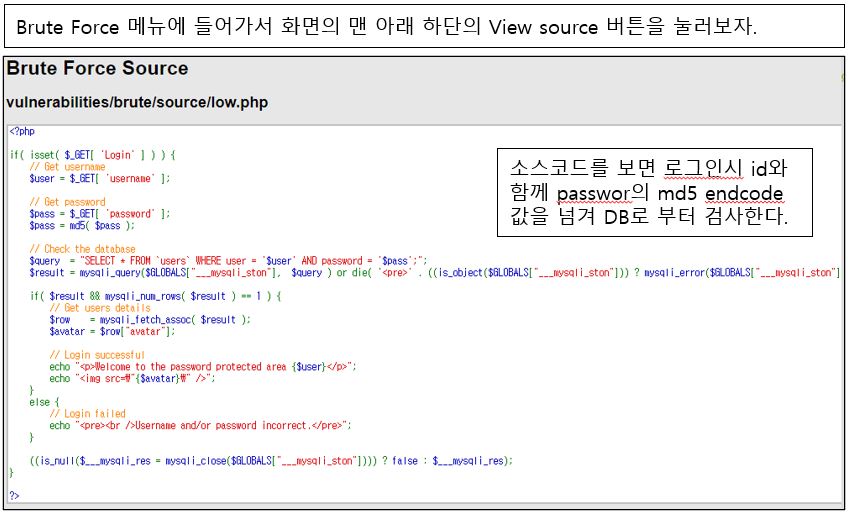 Brute Force 메뉴에 들어가서 화면의 맨 아래 하단의 View source 버튼을 눌러보자.
Brute Force Source
vulnerabilities/brute/source/low.php
<?php
if( isset( $_GET[ 'Login' ] ) ) {
// Get username
$user = $_GET[ 'username' ];
// Get password
$pass = $_GET[ 'password' ];
$pass = md5( $pass );
// Check the database
$query  = "SELECT * FROM `users` WHERE user = '$user' AND password = '$pass';";
$result = mysqli_query($GLOBALS["___mysqli_ston"],  $query ) or die( '<pre>' . ((is_object($GLOBALS["___mysqli_ston"])) ? mysqli_error($GLOBALS["___mysqli_ston"]
if( $result && mysqli_num_rows( $result ) == 1 ) {
// Get users details
$row    = mysqli_fetch_assoc( $result );
$avatar = $row["avatar"];
// Login successful
echo "<p>Welcome to the password protected area {$user}</p>";
echo "<img src=₩"{$avatar}₩" />";
}
else {
// Login failed
echo "<pre><br />Username and/or password incorrect.</pre>";
}
((is_null($___mysqli_res = mysqli_close($GLOBALS["___mysqli_ston"]))) ? false : $___mysqli_res);
}
?>
소스코드를 보면 로그인시 id와
함께 passwor의 md5 endcode
값을 넘겨 DB로 부터 검사한다.